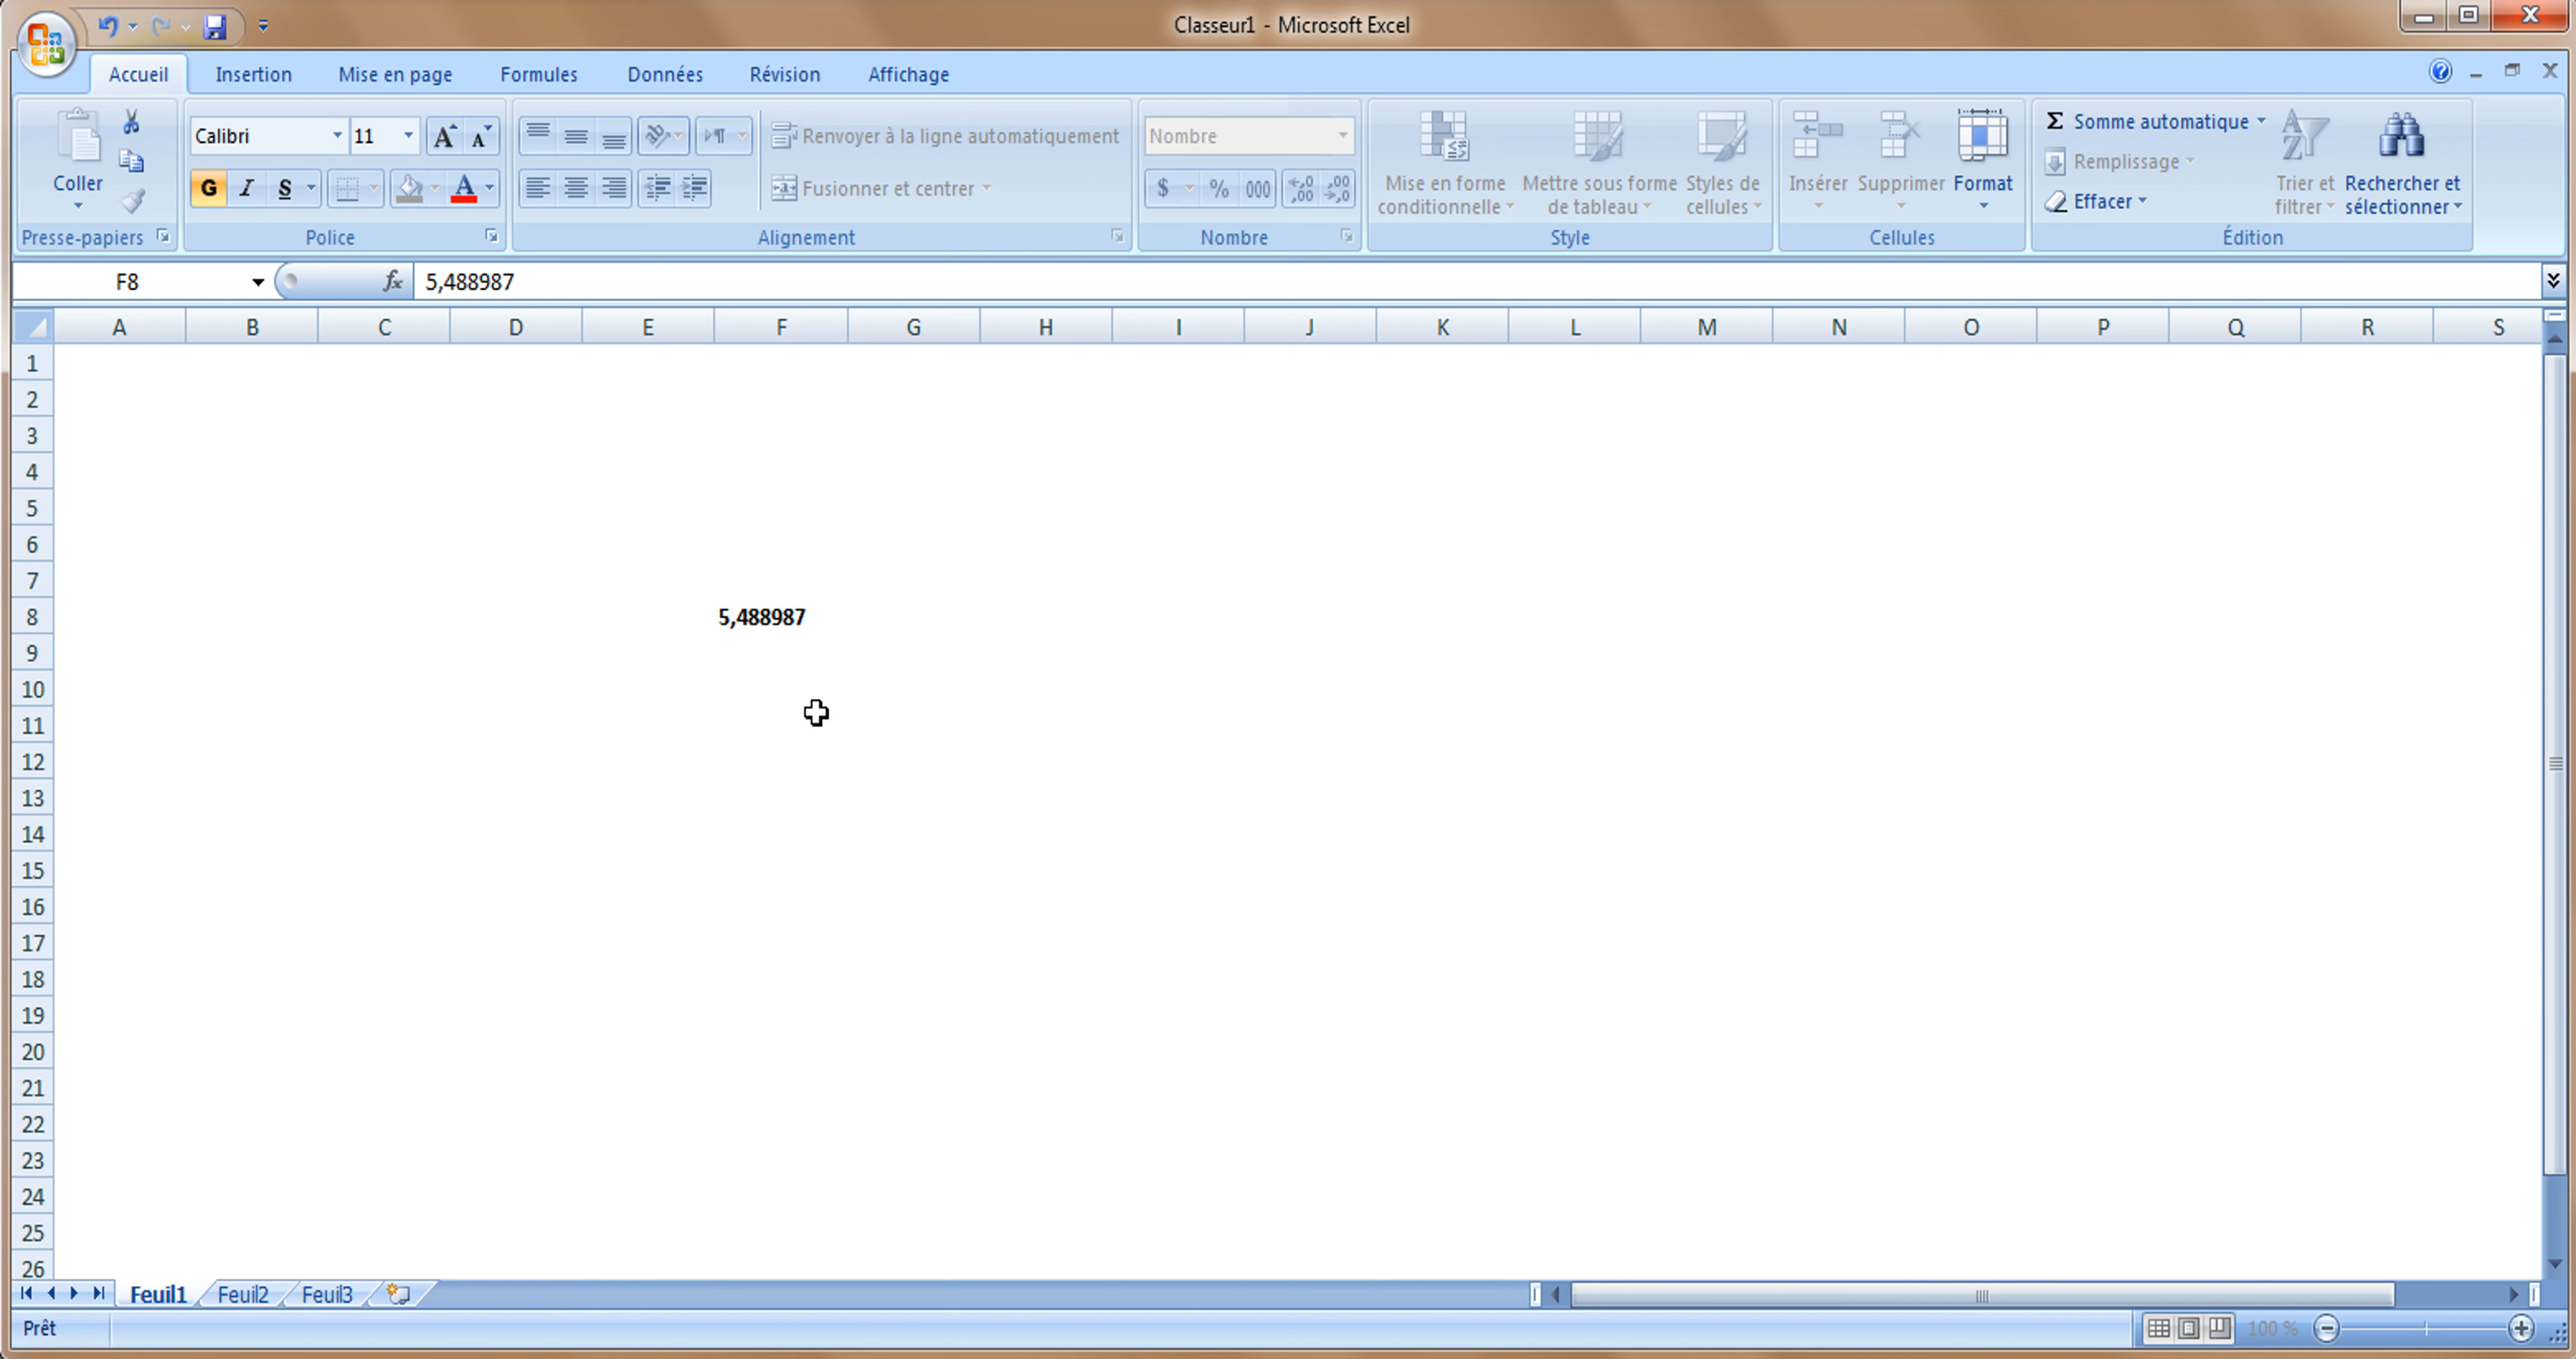 Classeur1 - Microsoft Excel
Accueil Insertion Mise en page Formules Données Révision Affichage
Coller
Presse-papiers
Calibri 11
G I S A
Police
Renvoyer à la ligne automatiquement
Fusionner et centrer
Alignement
Nombre
$ % 000 ,00 ,00
Nombre
Mise en forme
conditionnelle
Mettre sous forme
de tableau
Styles de
cellules
Style
Insérer Supprimer Format
Cellules
Σ Somme automatique
Remplissage
Effacer
Trier et
filtrer
Rechercher et
sélectionner
Édition
F8 fx 5,488987
A B C D E F G H I J K L M N O P Q R S
1
2
3
4
5
6
7
8 5,488987
9
10
11
12
13
14
15
16
17
18
19
20
21
22
23
24
25
26
Feuil1 Feuil2 Feuil3
Prêt 100 %